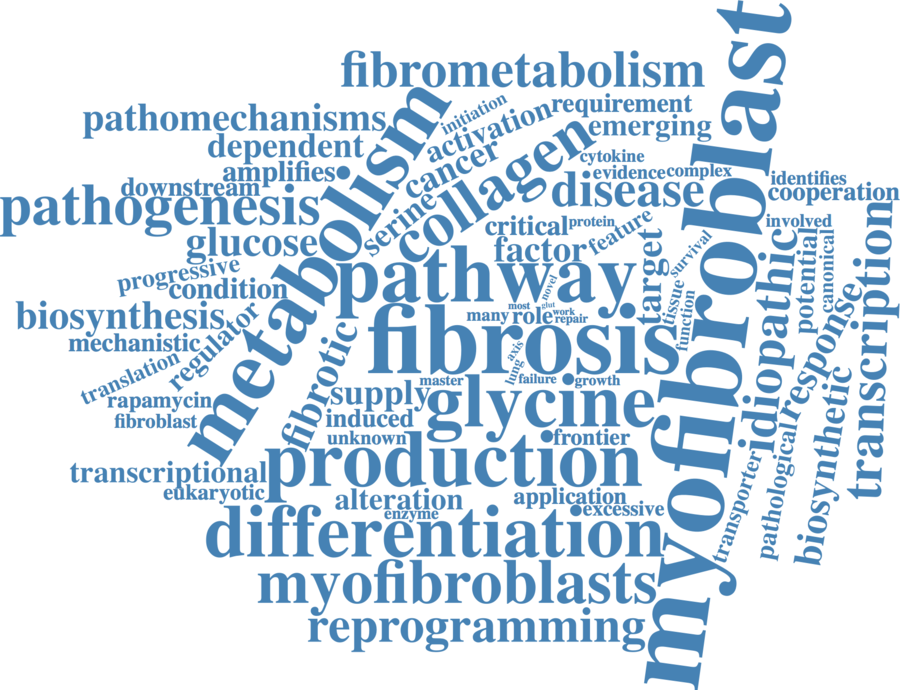 myofibroblast
fibrometabolism
initiation
requirement
pathomechanisms
activation
emerging
dependent
metabolism
cancer
collagen
cytokine
amplifies
evidence
complex
identifies
downstream
disease
cooperation
pathogenesis
serine
critical
protein
feature
involved
glucose
factor
target
survival
idiopathic
potential
canonical
transcription
progressive
condition
pathway
novel
tissue
function
response
biosynthesis
regulator
most
glut
many
role
work
repair
mechanistic
fibrosis
axis
lung
translation
fibrotic
master
failure
growth
rapamycin
supply
glycine
fibroblast
induced
unknown
frontier
biosynthetic
pathological
transporter
transcriptional
production
eukaryotic
alteration
application
enzyme
excessive
differentiation
myofibroblasts
reprogramming